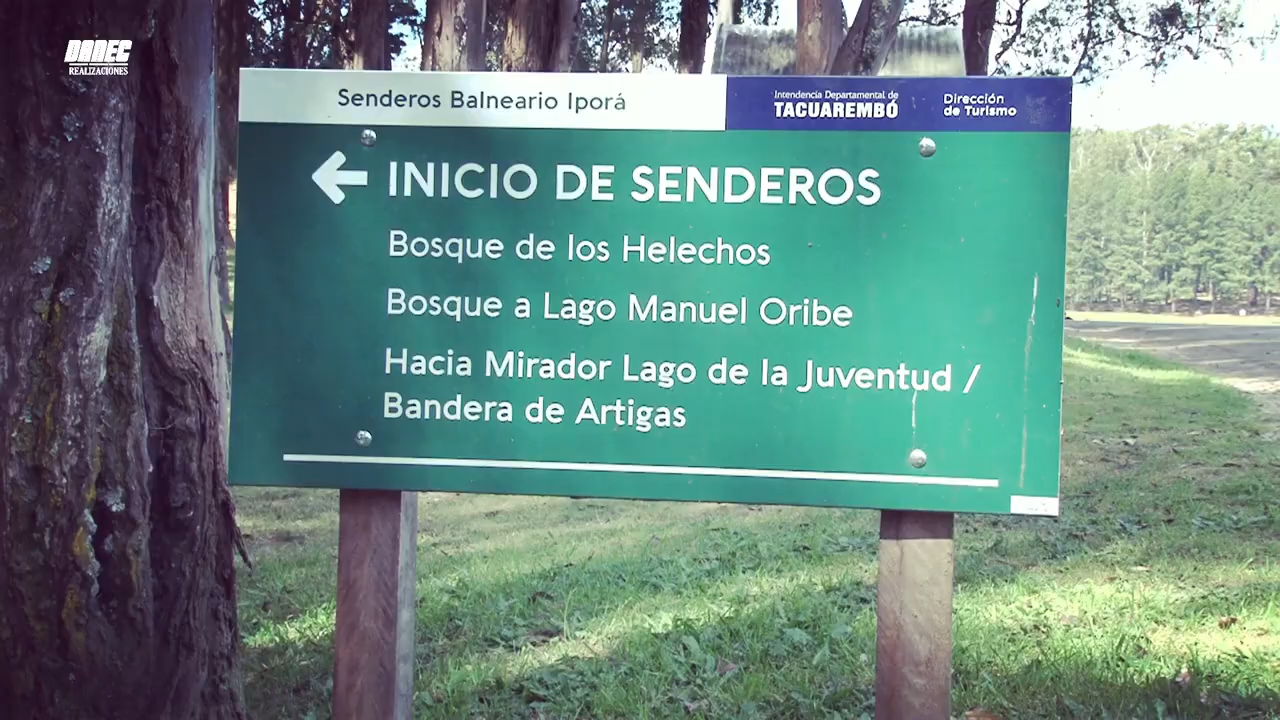 DANEC
REALIZACIONES
Senderos Balneario Iporá
Intendencia Departamental de
TACUAREMBÓ
Dirección
de Turismo
INICIO DE SENDEROS
Bosque de los Helechos
Bosque a Lago Manuel Oribe
Hacia Mirador Lago de la Juventud /
Bandera de Artigas